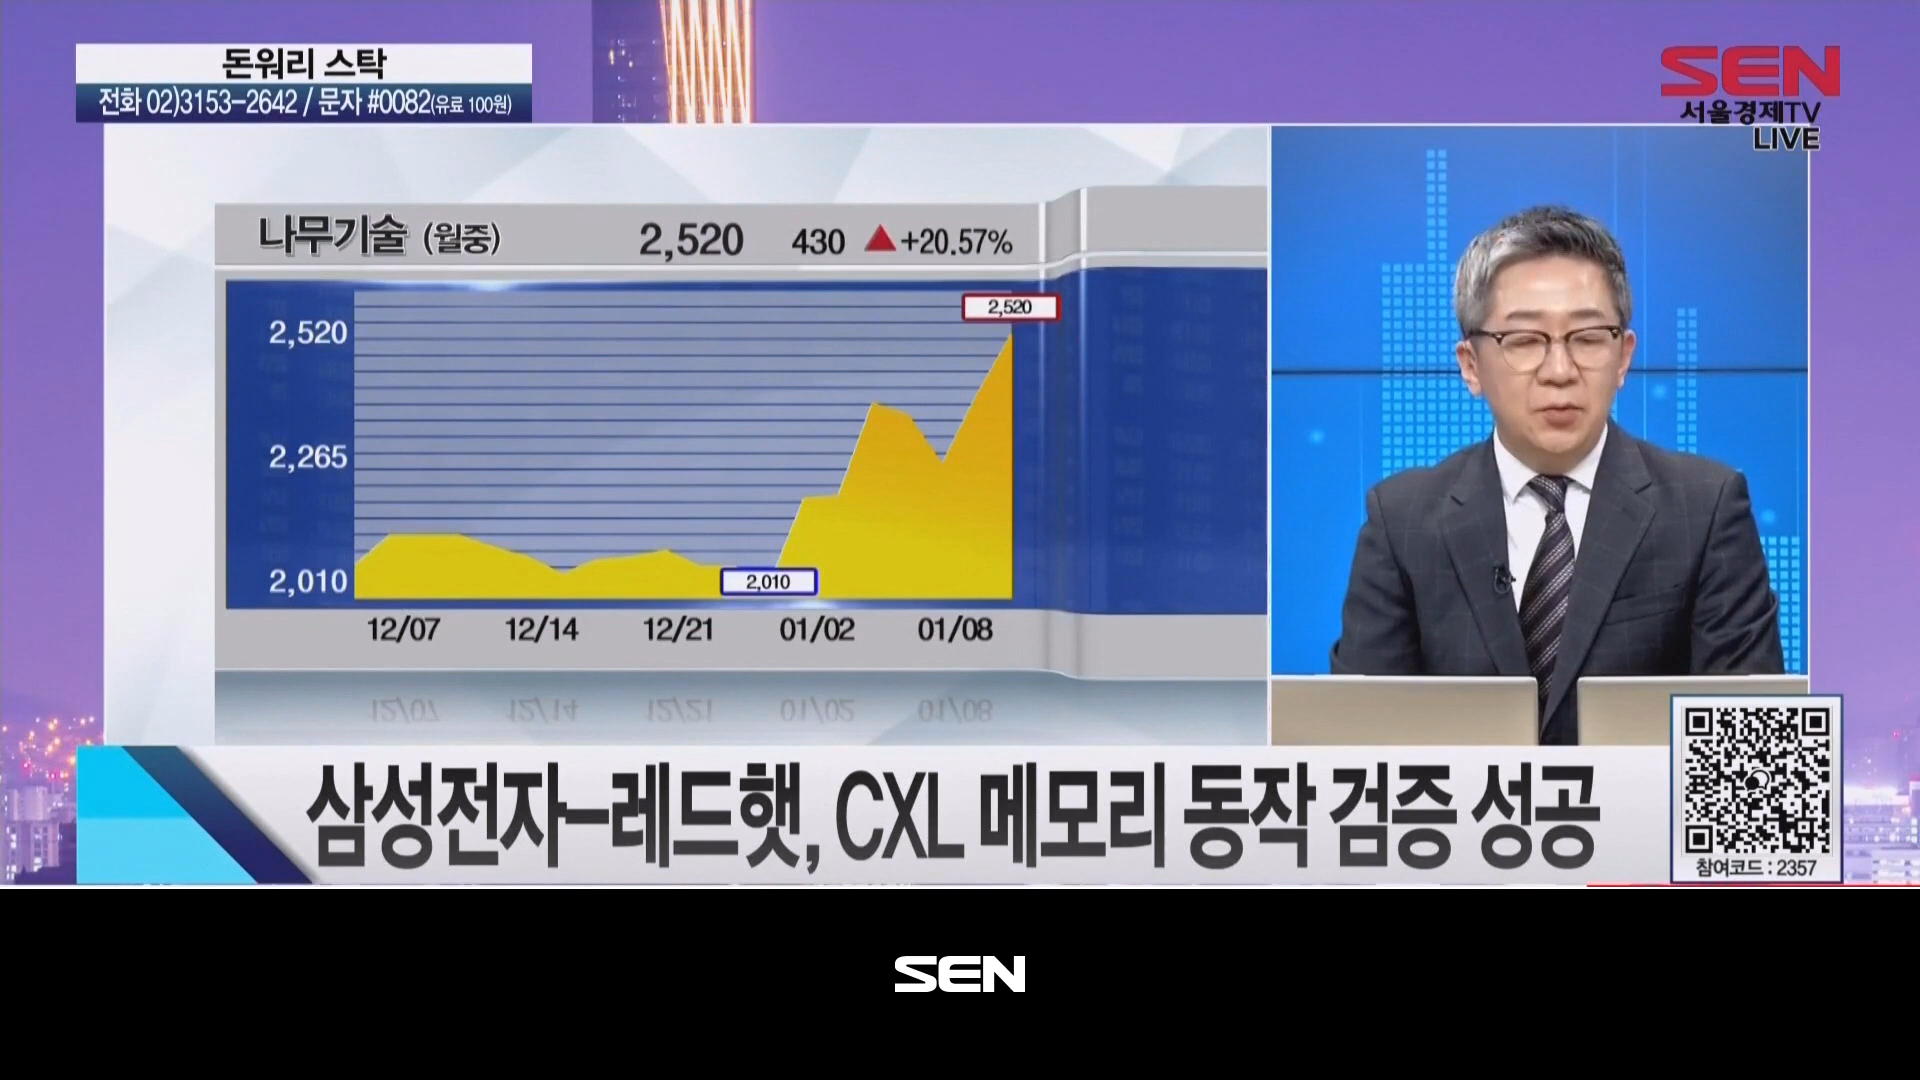 돈워리 스탁
전화 02)3153-2642 / 문자 #0082(유료 100원)
SEN
서울경제TV
LIVE
나무기술 (월중) 2,520 430 ▲+20.57%
2,520
2,520
2,265
2,010
2,010
12/07 12/14 12/21 01/02 01/08
삼성전자-레드햇, CXL 메모리 동작 검증 성공
참여코드 : 2357
SEN